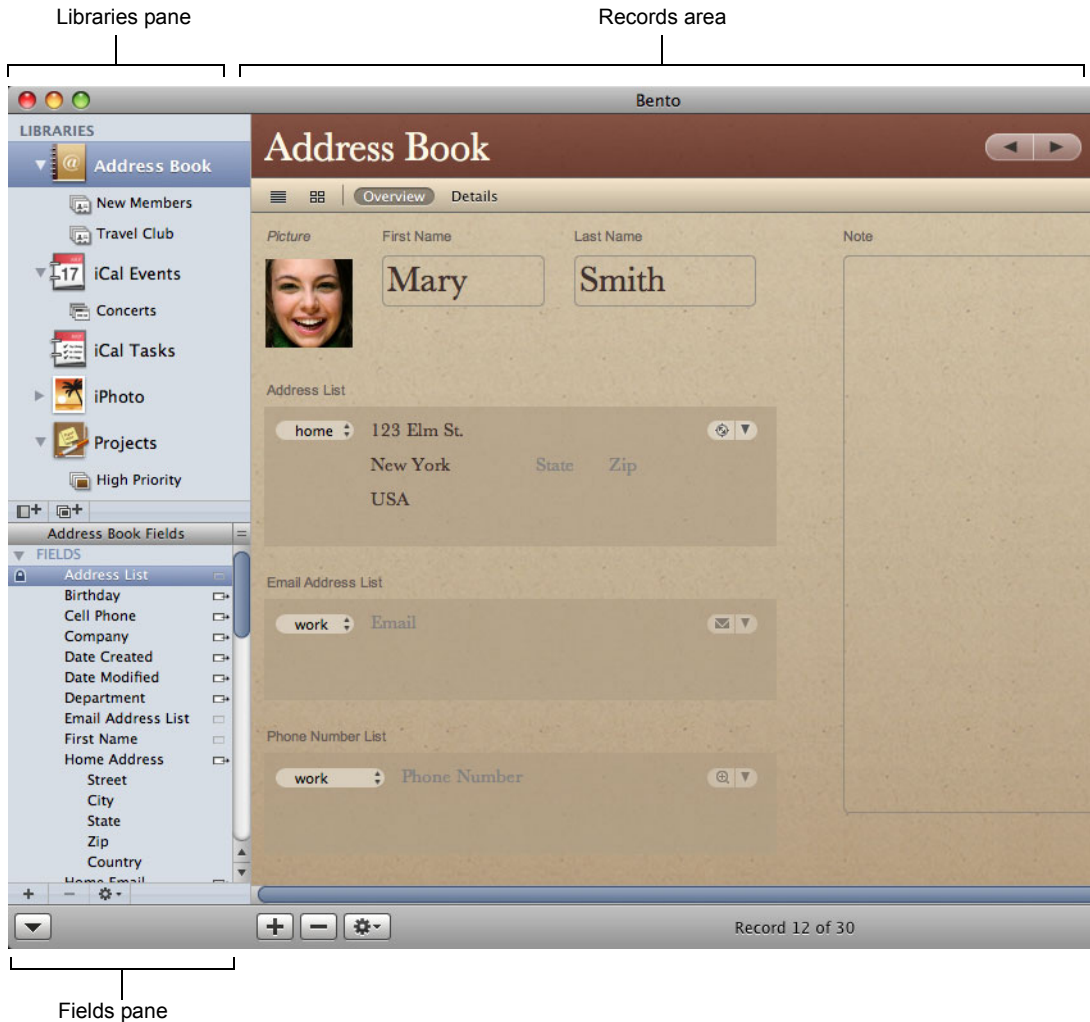 Libraries pane
Records area
Bento
LIBRARIES
@
Address Book
New Members
Travel Club
17
iCal Events
Concerts
iCal Tasks
iPhoto
Projects
High Priority
Address Book Fields
FIELDS
Address List
Birthday
Cell Phone
Company
Date Created
Date Modified
Department
Email Address List
First Name
Home Address
Street
City
State
Zip
Country
Home Email
Address Book
Overview Details
Picture First Name Last Name Note
Mary Smith
Address List
home 123 Elm St.
New York State Zip
USA
Email Address List
work Email
Phone Number List
work Phone Number
Record 12 of 30
Fields pane